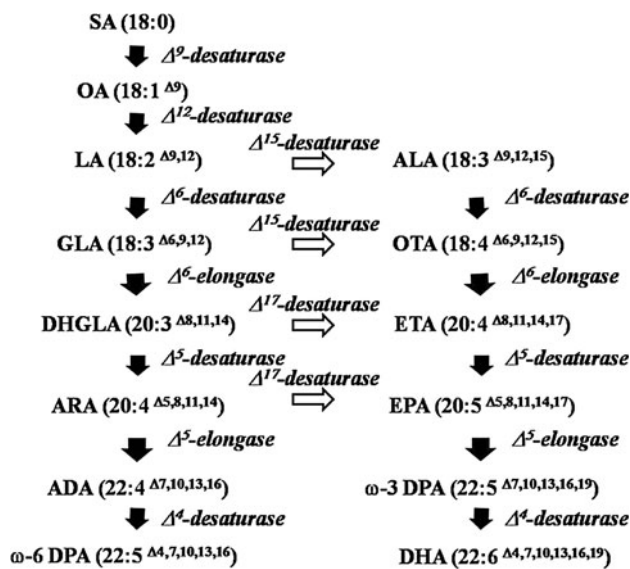 SA (18:0)
Δ9-desaturase
OA (18:1 Δ9)
Δ12-desaturase
Δ15-desaturase
LA (18:2 Δ9,12) ALA (18:3 Δ9,12,15)
Δ6-desaturase Δ6-desaturase
Δ15-desaturase
GLA (18:3 Δ6,9,12) OTA (18:4 Δ6,9,12,15)
Δ6-elongase Δ6-elongase
Δ17-desaturase
DHGLA (20:3 Δ8,11,14) ETA (20:4 Δ8,11,14,17)
Δ5-desaturase Δ5-desaturase
Δ17-desaturase
ARA (20:4 Δ5,8,11,14) EPA (20:5 Δ5,8,11,14,17)
Δ5-elongase Δ5-elongase
ADA (22:4 Δ7,10,13,16) ω-3 DPA (22:5 Δ7,10,13,16,19)
Δ4-desaturase Δ4-desaturase
ω-6 DPA (22:5 Δ4,7,10,13,16) DHA (22:6 Δ4,7,10,13,16,19)